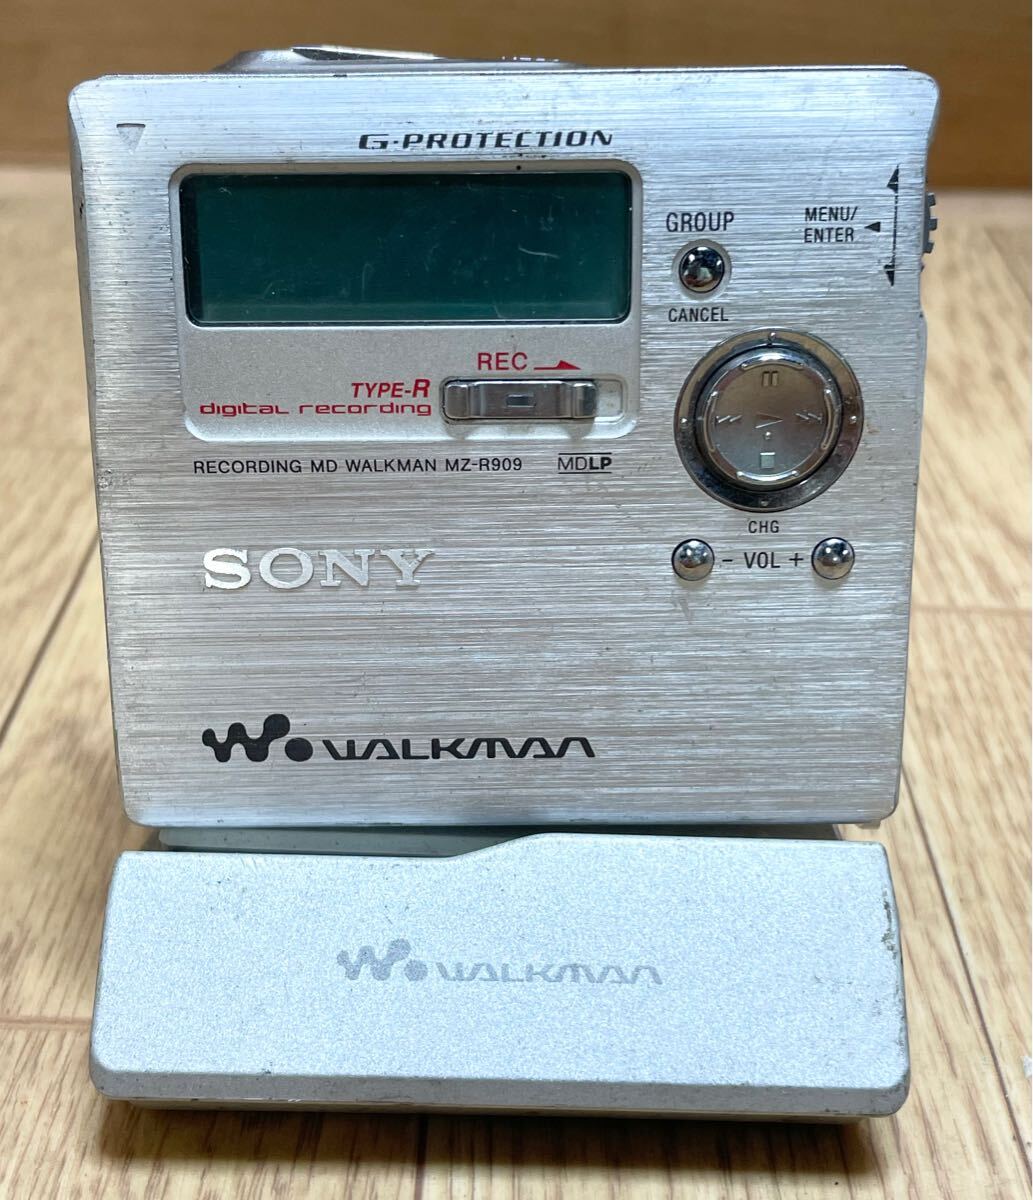 G-PROTECTION
GROUP
MENU/
ENTER
CANCEL
REC
TYPE-R
digital recording
RECORDING MD WALKMAN MZ-R909 MDLP
CHG
- VOL +
SONY
WALKMAN
WALKMAN